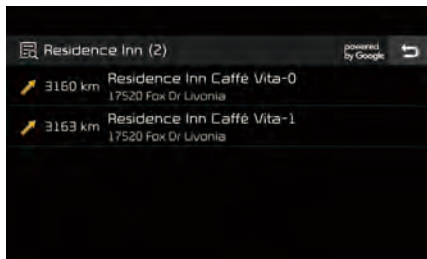 Residence Inn (2)
powered
by Google
3160 km
Residence Inn Caffé Vita-0
17520 Fox Dr Livonia
3163 km
Residence Inn Caffé Vita-1
17520 Fox Dr Livonia